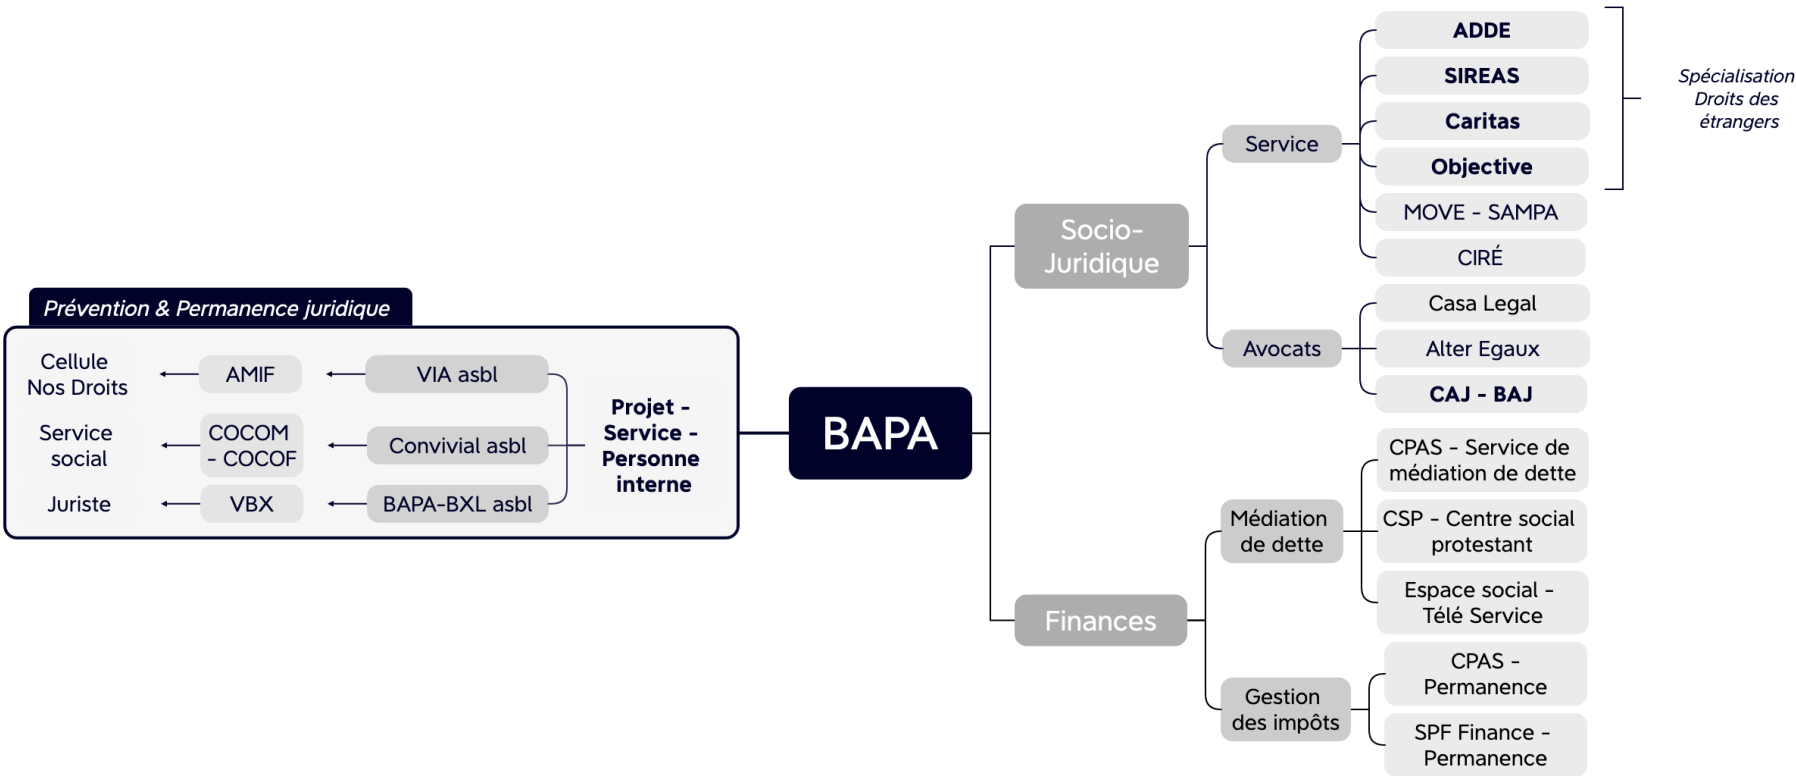 Prévention & Permanence juridique
Cellule
Nos Droits
AMIF
VIA asbl
Service
social
COCOM
- COCOF
Convivial asbl
Juriste
VBX
BAPA-BXL asbl
Projet -
Service -
Personne
interne
BAPA
Socio-
Juridique
Service
ADDE
SIREAS
Caritas
Objective
MOVE - SAMPA
CIRÉ
Spécialisation
Droits des
étrangers
Avocats
Casa Legal
Alter Egaux
CAJ - BAJ
Finances
Médiation
de dette
CPAS - Service de
médiation de dette
CSP - Centre social
protestant
Espace social -
Télé Service
Gestion
des impôts
CPAS -
Permanence
SPF Finance -
Permanence